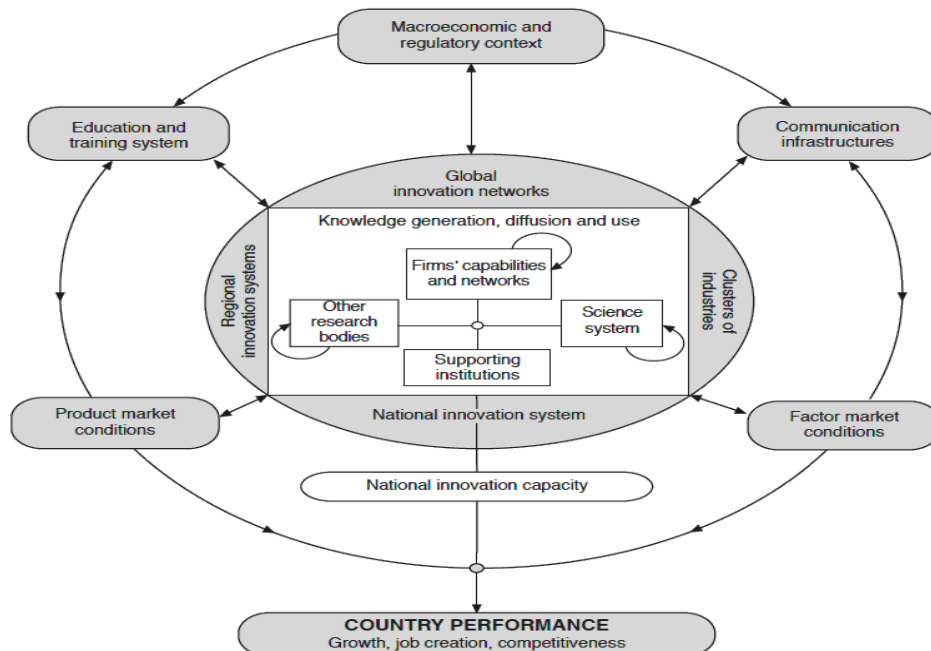 Macroeconomic and
regulatory context
Education and
training system
Communication
infrastructures
Global
innovation networks
Knowledge generation, diffusion and use
Firms' capabilities
and networks
Regional
innovation systems
Clusters of
industries
Other
research
bodies
Science
system
Supporting
institutions
Product market
conditions
National innovation system
Factor market
conditions
National innovation capacity
COUNTRY PERFORMANCE
Growth, job creation, competitiveness